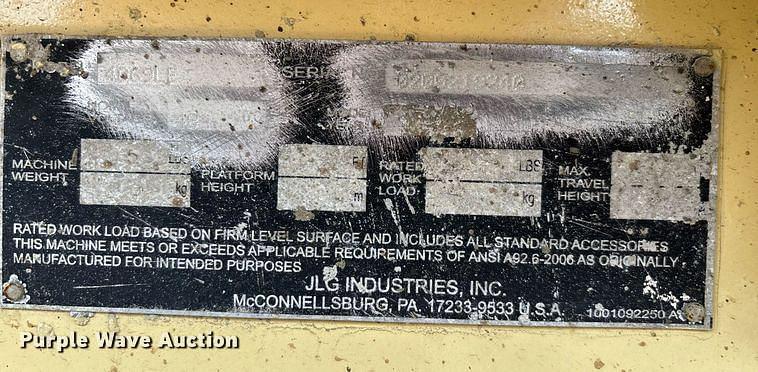 4069LE
SERIAL
MACHINE WEIGHT LBS kg
PLATFORM HEIGHT m
RATED WORK LOAD LBS kg
MAX. TRAVEL HEIGHT
RATED WORK LOAD BASED ON FIRM LEVEL SURFACE AND INCLUDES ALL STANDARD ACCESSORIES
THIS MACHINE MEETS OR EXCEEDS APPLICABLE REQUIREMENTS OF ANSI A92.6-2006 AS ORIGINALLY
MANUFACTURED FOR INTENDED PURPOSES
JLG INDUSTRIES, INC.
McCONNELLSBURG, PA. 17233-9533 U.S.A.
1001092250 A
Purple Wave Auction